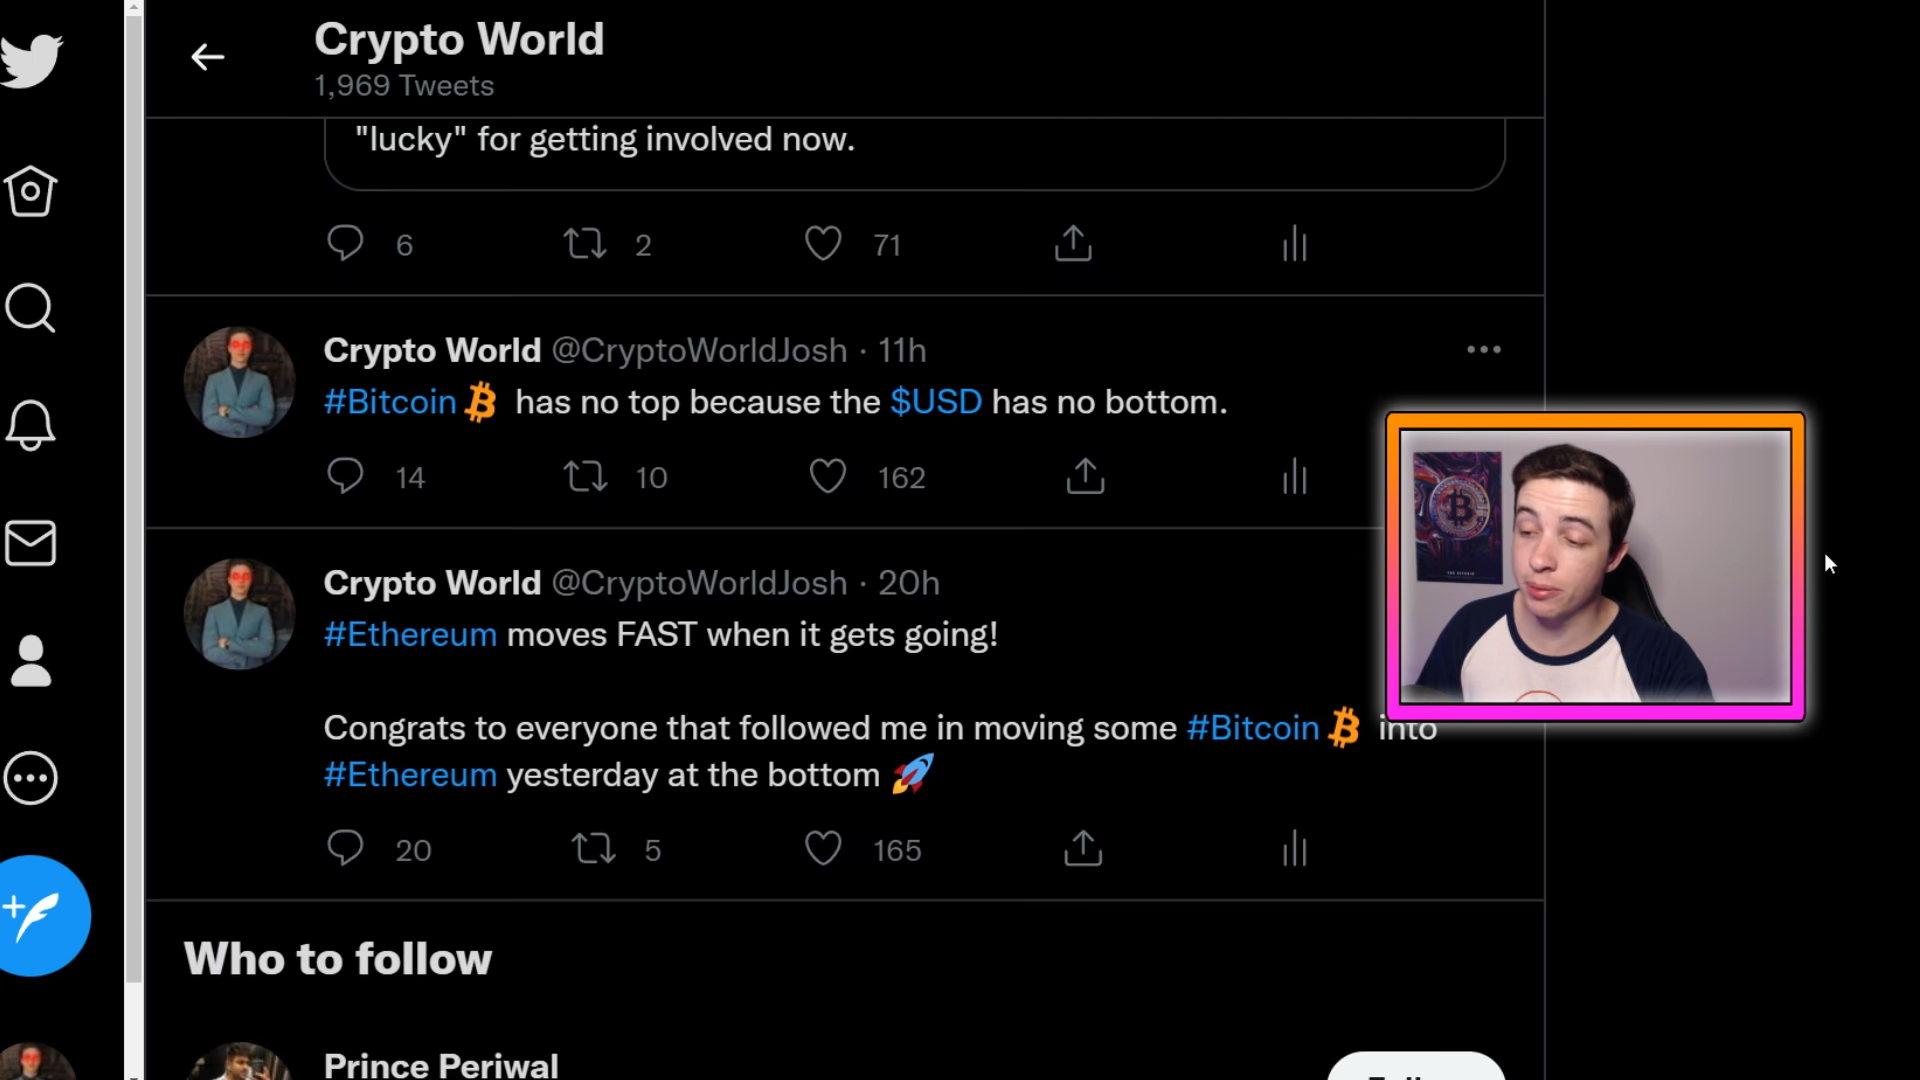 Crypto World
1,969 Tweets
"lucky" for getting involved now.
6 2 71
Crypto World @CryptoWorldJosh · 11h
#Bitcoin has no top because the $USD has no bottom.
14 10 162
Crypto World @CryptoWorldJosh · 20h
#Ethereum moves FAST when it gets going!
Congrats to everyone that followed me in moving some #Bitcoin into
#Ethereum yesterday at the bottom
20 5 165
Who to follow
Prince Periwal